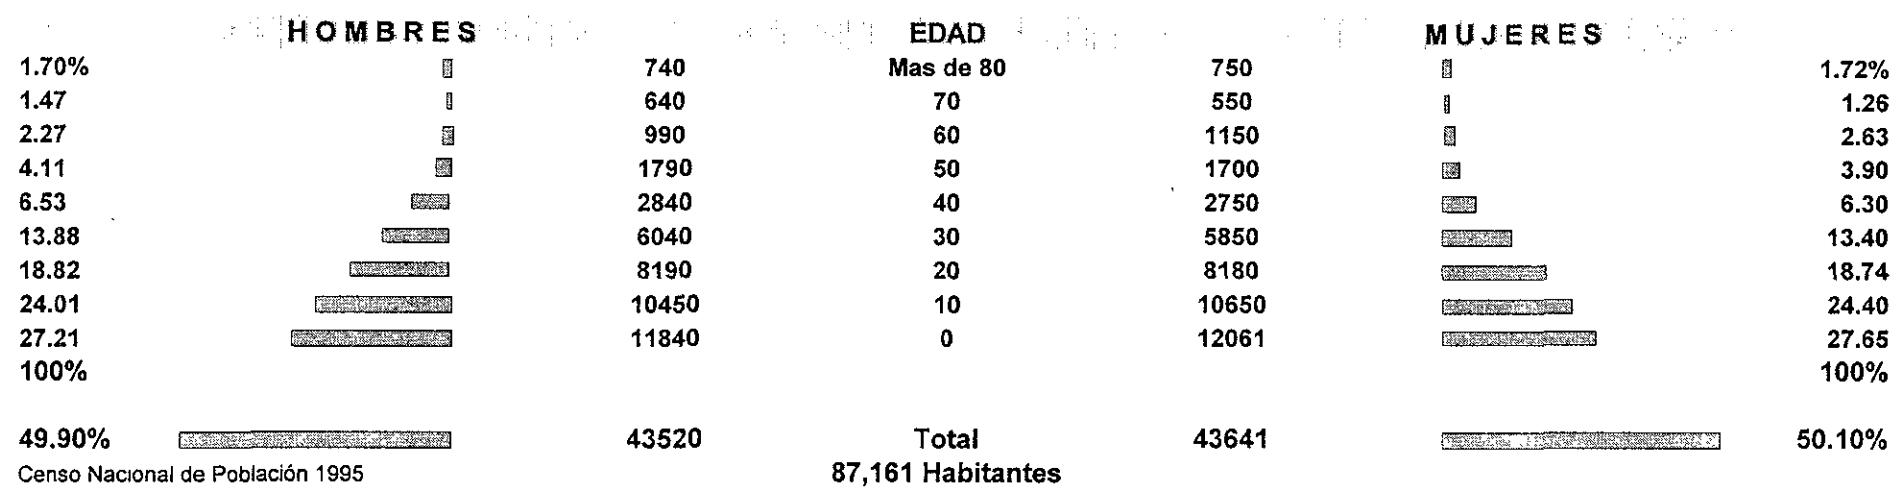 HOMBRES EDAD MUJERES
1.70% 740 Mas de 80 750 1.72%
1.47 640 70 550 1.26
2.27 990 60 1150 2.63
4.11 1790 50 1700 3.90
6.53 2840 40 2750 6.30
13.88 6040 30 5850 13.40
18.82 8190 20 8180 18.74
24.01 10450 10 10650 24.40
27.21 11840 0 12061 27.65
100% 100%
49.90% 43520 Total 43641 50.10%
Censo Nacional de Población 1995 87,161 Habitantes